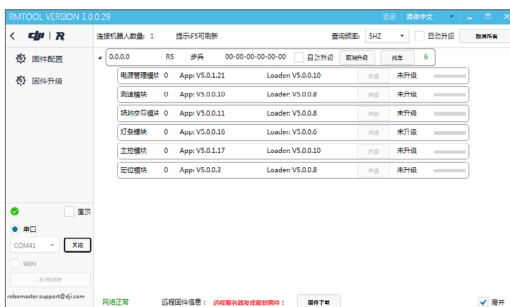 RMTOOL VERSION 1.0.0.29
登录 简体中文
dji R
连接机器人数量: 1 提示:F5可刷新 查询频率: 5HZ 自动升级 取消所有
固件配置
固件升级
0.0.0.0 R5 步兵 00-00-00-00-00-00 自动升级 取消升级 找车 6
电源管理模块 0 App: V5.0.1.21 Loader: V5.0.0.10 升级 未升级
测速模块 0 App: V5.0.0.10 Loader: V5.0.0.8 升级 未升级
场地交互模块 0 App: V5.0.0.11 Loader: V5.0.0.8 升级 未升级
灯条模块 0 App: V5.0.0.16 Loader: V5.0.0.6 升级 未升级
主控模块 0 App: V5.0.1.17 Loader: V5.0.0.10 升级 未升级
定位模块 0 App: V5.0.0.3 Loader: V5.0.0.8 升级 未升级
置顶
串口
COM41 关闭
WIFI
robomaster.support@dji.com
网络正常 远程固件信息: 远程服务器发现最新固件! 固件下载 展开